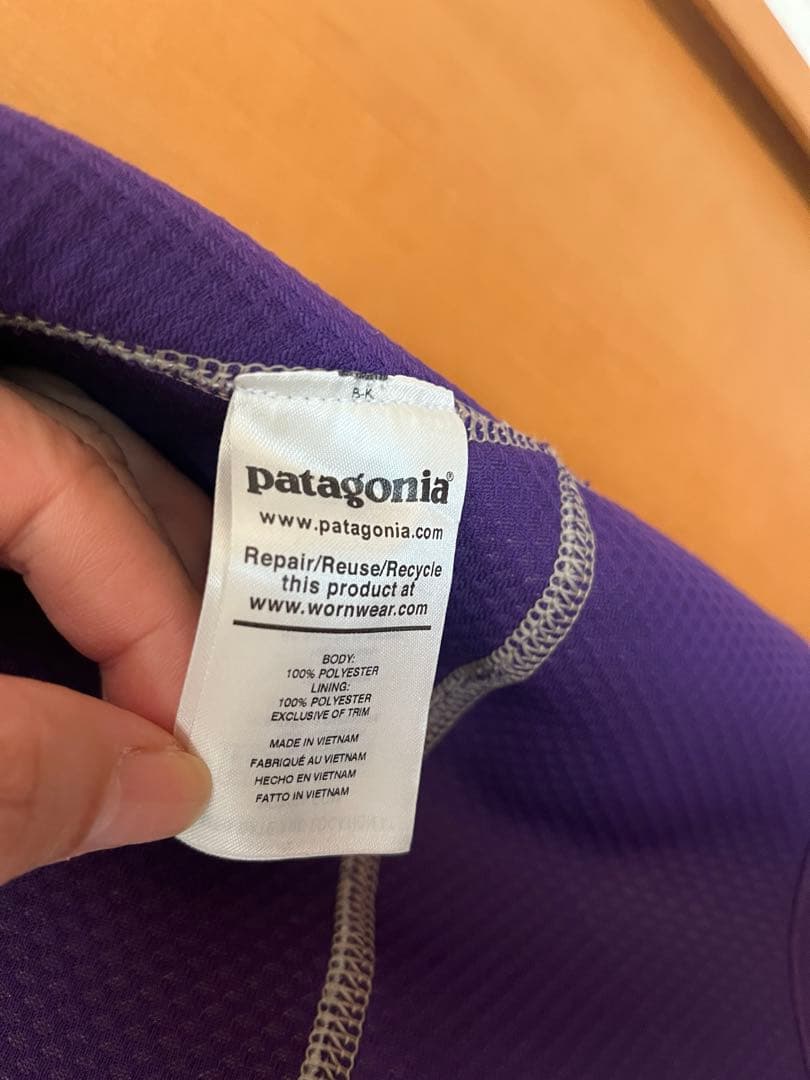 A-K
patagonia®
www.patagonia.com
Repair/Reuse/Recycle
this product at
www.wornwear.com
BODY:
100% POLYESTER
LINING:
100% POLYESTER
EXCLUSIVE OF TRIM
MADE IN VIETNAM
FABRIQUÉ AU VIETNAM
HECHO EN VIETNAM
FATTO IN VIETNAM